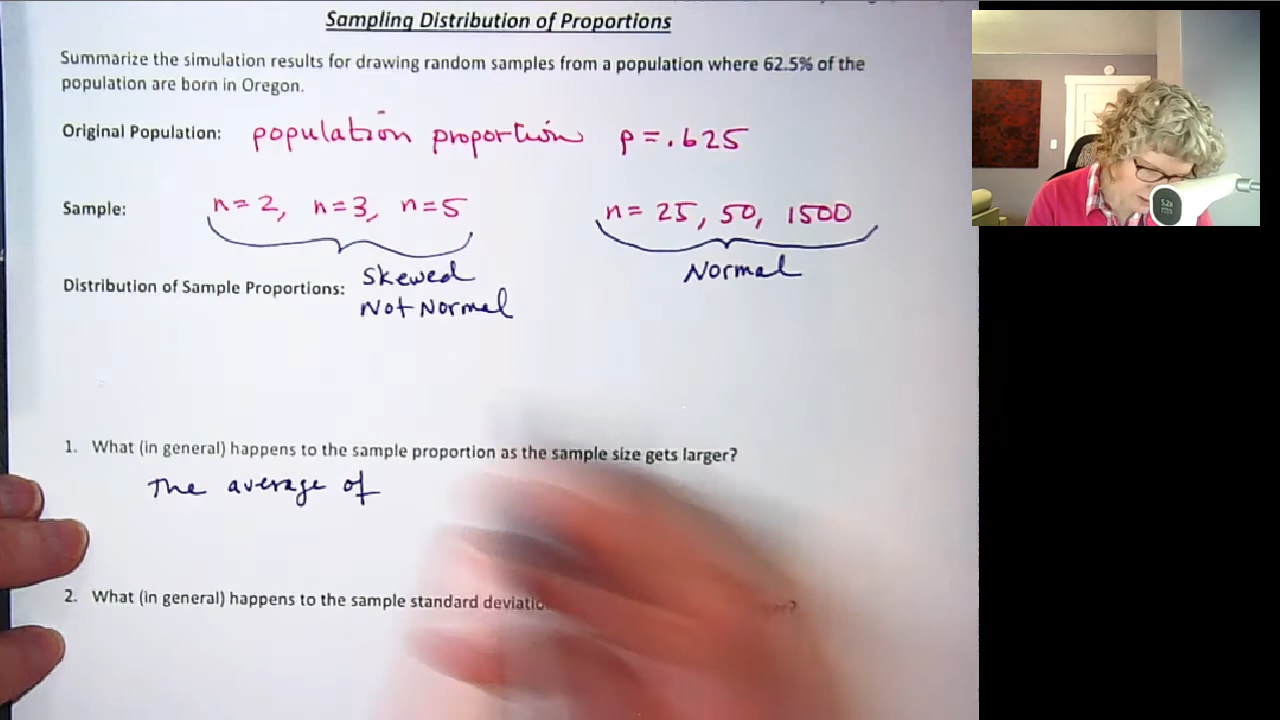 Sampling Distribution of Proportions
Summarize the simulation results for drawing random samples from a population where 62.5% of the
population are born in Oregon.
Original Population: population proportion p = .625
Sample: n = 2, n = 3, n = 5 n = 25, 50, 1500
Skewed Normal
Distribution of Sample Proportions:
Not Normal
1. What (in general) happens to the sample proportion as the sample size gets larger?
The average of
2. What (in general) happens to the sample standard